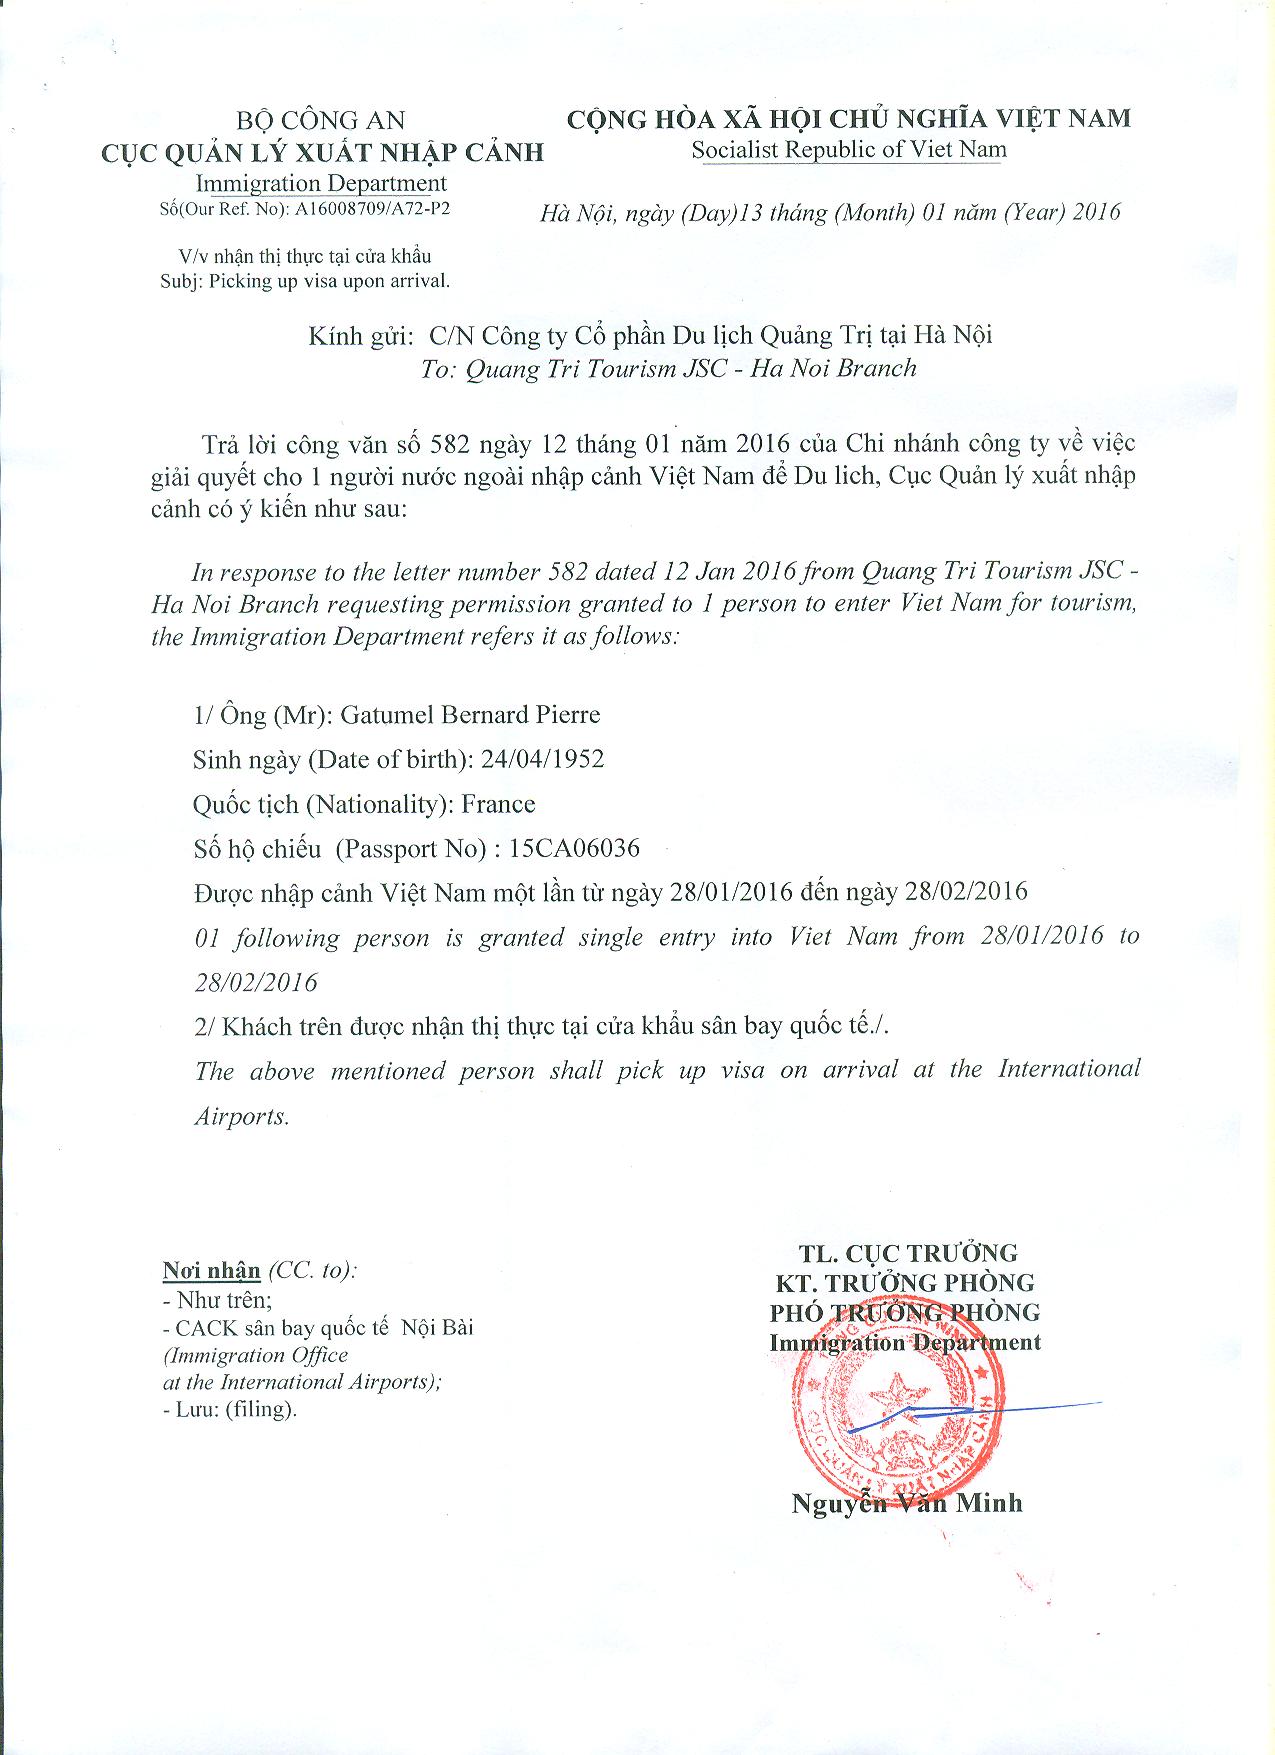 BỘ CÔNG AN
CỤC QUẢN LÝ XUẤT NHẬP CẢNH
Immigration Department
Số(Our Ref. No): A16008709/A72-P2
V/v nhận thị thực tại cửa khẩu
Subj: Picking up visa upon arrival.
CỘNG HÒA XÃ HỘI CHỦ NGHĨA VIỆT NAM
Socialist Republic of Viet Nam
Hà Nội, ngày (Day)13 tháng (Month) 01 năm (Year) 2016
Kính gửi: C/N Công ty Cổ phần Du lịch Quảng Trị tại Hà Nội
To: Quang Tri Tourism JSC - Ha Noi Branch
Trả lời công văn số 582 ngày 12 tháng 01 năm 2016 của Chi nhánh công ty về việc
giải quyết cho 1 người nước ngoài nhập cảnh Việt Nam để Du lich, Cục Quản lý xuất nhập
cảnh có ý kiến như sau:
In response to the letter number 582 dated 12 Jan 2016 from Quang Tri Tourism JSC -
Ha Noi Branch requesting permission granted to 1 person to enter Viet Nam for tourism,
the Immigration Department refers it as follows:
1/ Ông (Mr): Gatumel Bernard Pierre
Sinh ngày (Date of birth): 24/04/1952
Quốc tịch (Nationality): France
Số hộ chiếu (Passport No) : 15CA06036
Được nhập cảnh Việt Nam một lần từ ngày 28/01/2016 đến ngày 28/02/2016
01 following person is granted single entry into Viet Nam from 28/01/2016 to
28/02/2016
2/ Khách trên được nhận thị thực tại cửa khẩu sân bay quốc tế./.
The above mentioned person shall pick up visa on arrival at the International
Airports.
Nơi nhận (CC. to):
- Như trên;
- CACK sân bay quốc tế Nội Bài
(Immigration Office
at the International Airports);
- Lưu: (filing).
TL. CỤC TRƯỞNG
KT. TRƯỞNG PHÒNG
PHÓ TRƯỞNG PHÒNG
Immigration Department
CỤC QUẢN LÝ XUẤT NHẬP CẢNH
Nguyễn Văn Minh